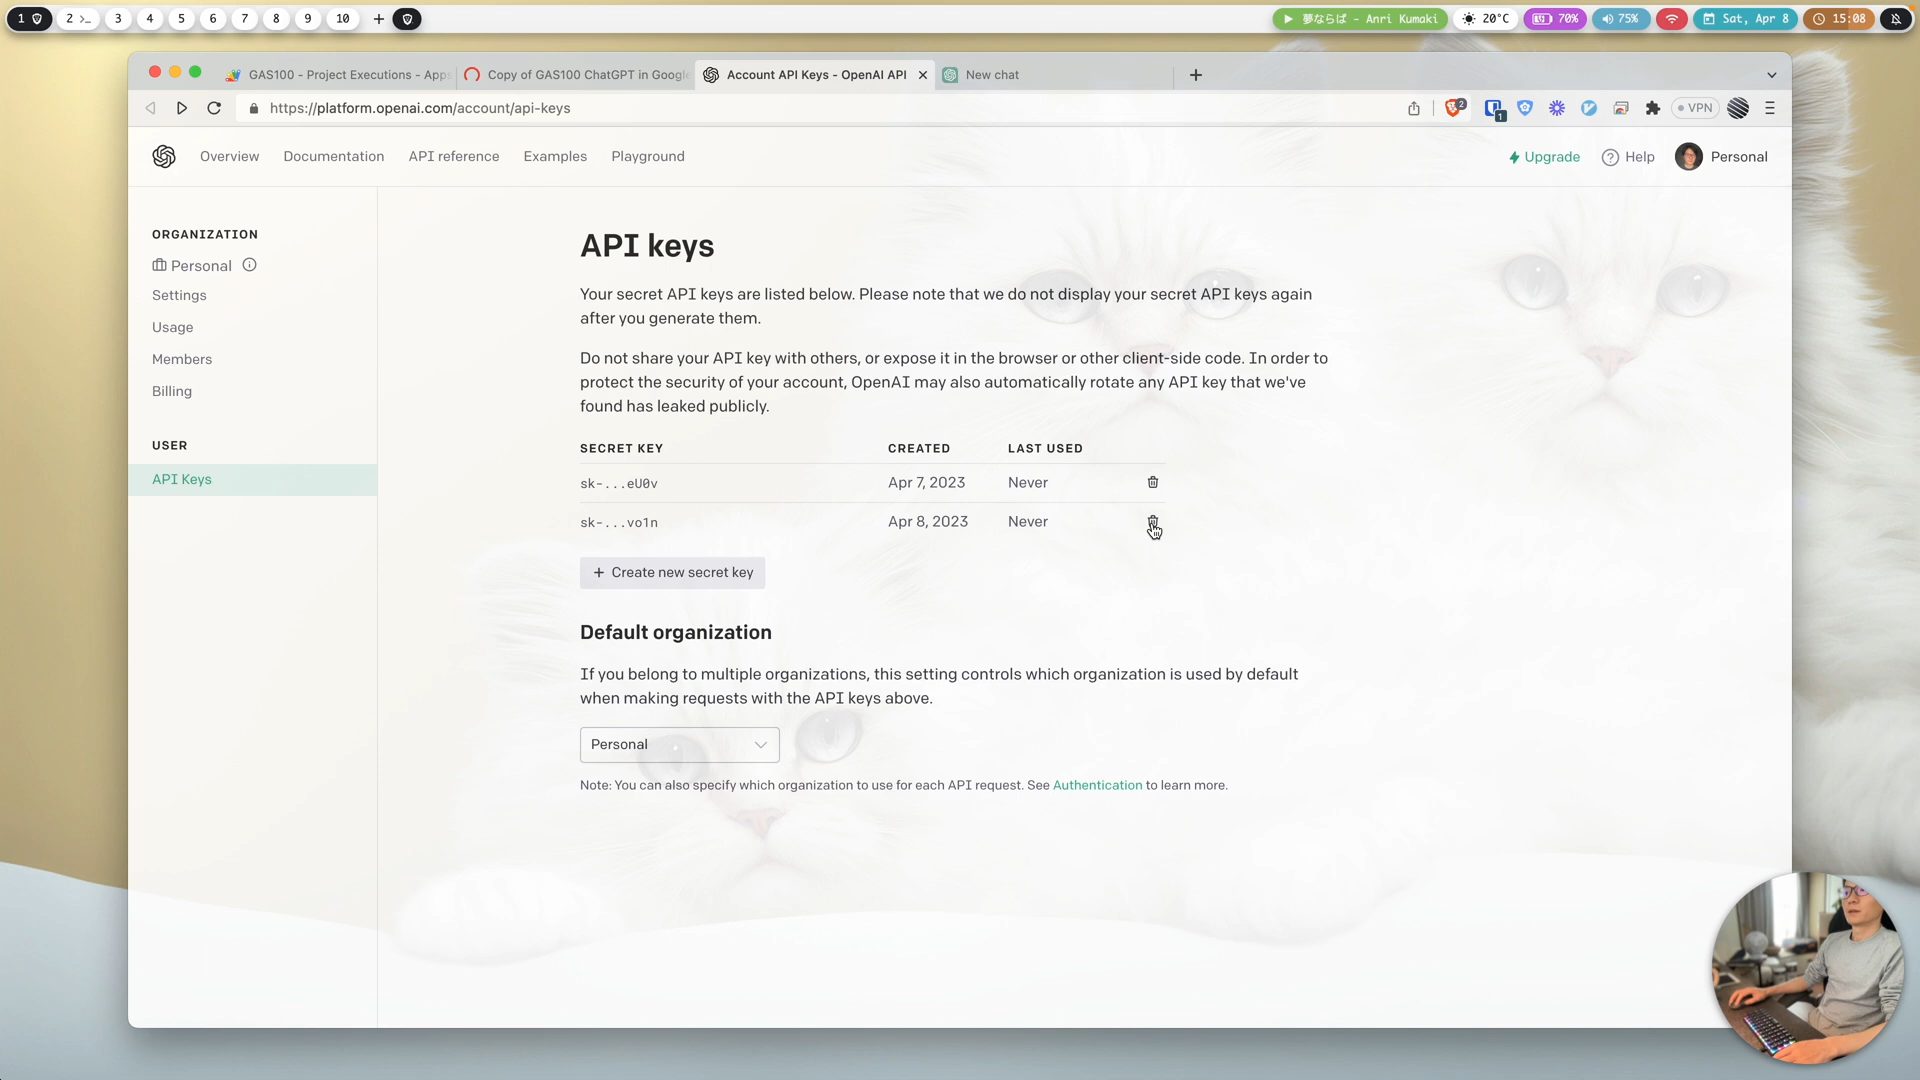 1 2 >_ 3 4 5 6 7 8 9 10 +
夢ならば - Anri Kumaki 20°C 70% 75% Sat, Apr 8 15:08
GAS100 - Project Executions - Apps
Copy of GAS100 ChatGPT in Google
Account API Keys - OpenAI API
New chat
https://platform.openai.com/account/api-keys
2
1
VPN
Overview Documentation API reference Examples Playground
Upgrade Help Personal
ORGANIZATION
Personal
Settings
Usage
Members
Billing
USER
API Keys
API keys
Your secret API keys are listed below. Please note that we do not display your secret API keys again
after you generate them.
Do not share your API key with others, or expose it in the browser or other client-side code. In order to
protect the security of your account, OpenAI may also automatically rotate any API key that we've
found has leaked publicly.
SECRET KEY CREATED LAST USED
sk-...eU0v Apr 7, 2023 Never
sk-...vo1n Apr 8, 2023 Never
+ Create new secret key
Default organization
If you belong to multiple organizations, this setting controls which organization is used by default
when making requests with the API keys above.
Personal
Note: You can also specify which organization to use for each API request. See Authentication to learn more.